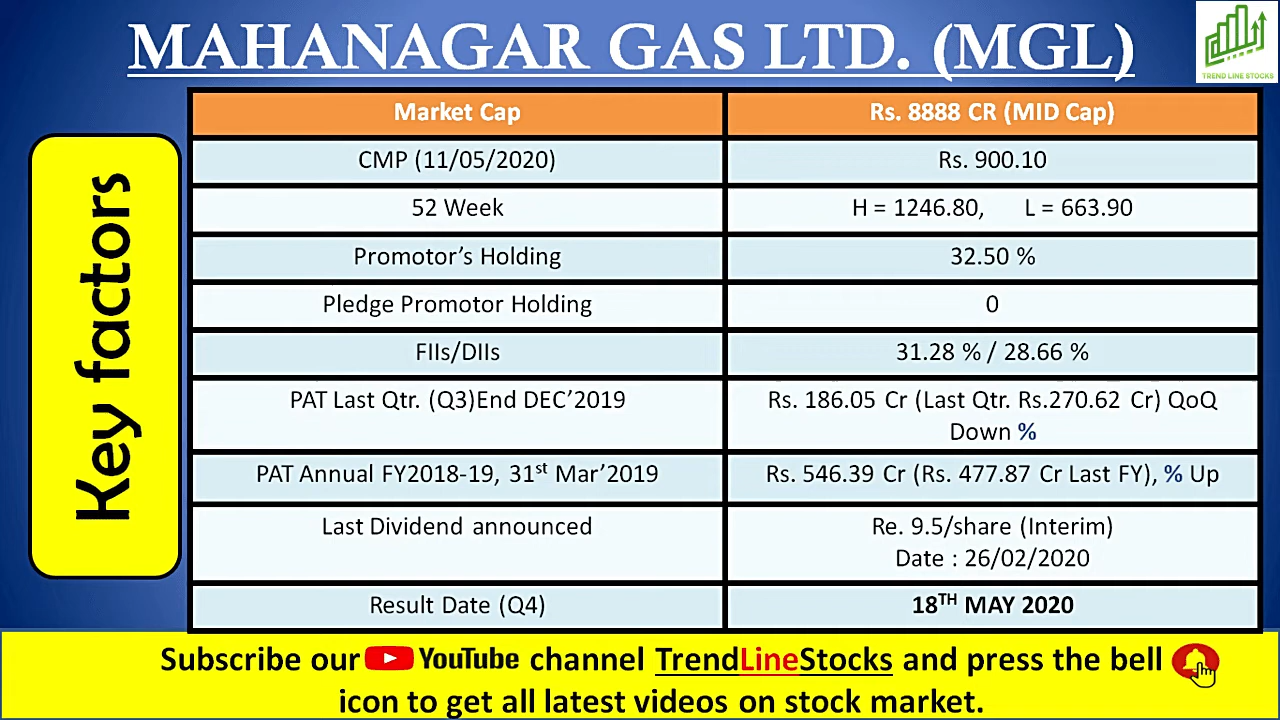 MAHANAGAR GAS LTD. (MGL)
TREND LINE STOCKS
Key factors
Market Cap
Rs. 8888 CR (MID Cap)
CMP (11/05/2020)
Rs. 900.10
52 Week
H = 1246.80, L = 663.90
Promotor's Holding
32.50 %
Pledge Promotor Holding
0
FIIs/DIIs
31.28 % / 28.66 %
PAT Last Qtr. (Q3)End DEC'2019
Rs. 186.05 Cr (Last Qtr. Rs.270.62 Cr) QoQ
Down %
PAT Annual FY2018-19, 31st Mar'2019
Rs. 546.39 Cr (Rs. 477.87 Cr Last FY), % Up
Last Dividend announced
Re. 9.5/share (Interim)
Date : 26/02/2020
Result Date (Q4)
18TH MAY 2020
Subscribe our YouTube channel TrendLineStocks and press the bell
icon to get all latest videos on stock market.